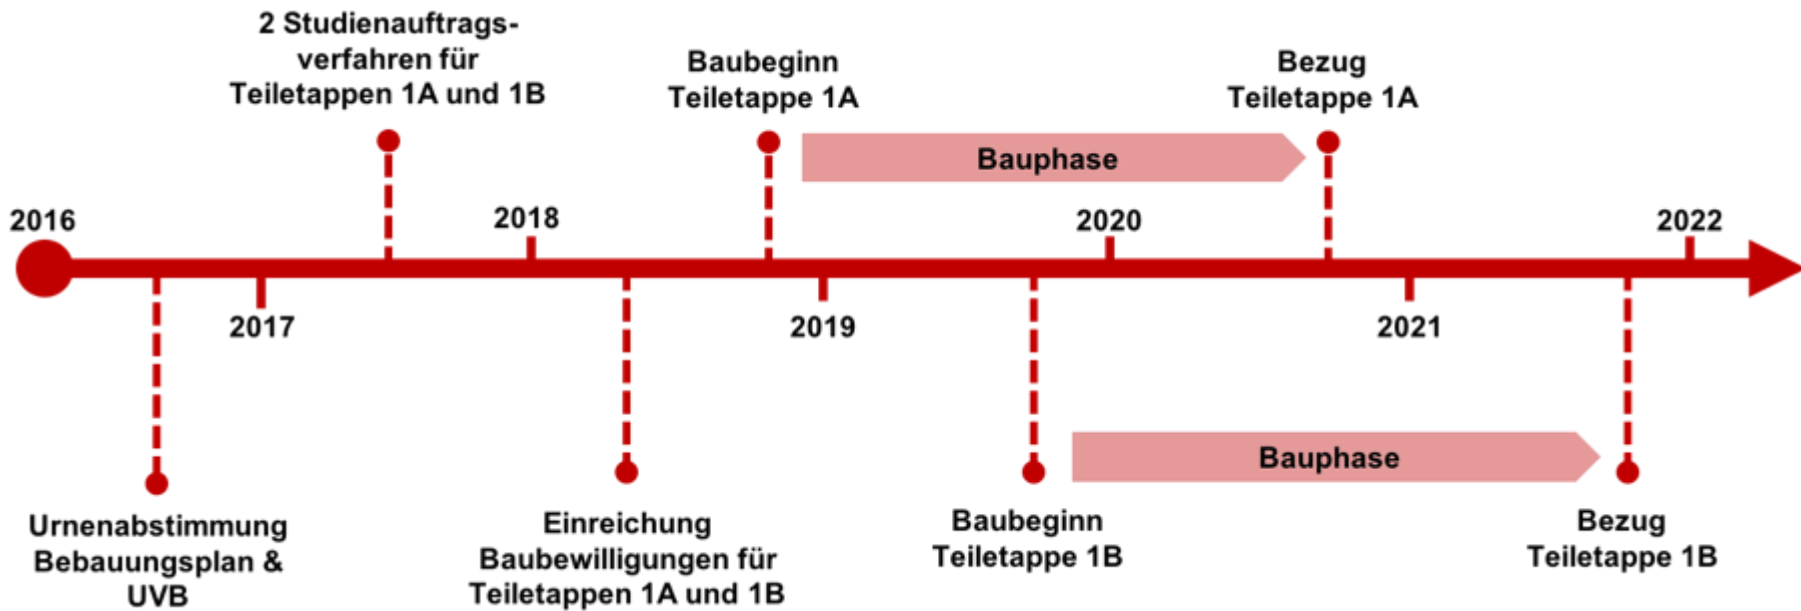 2 Studienauftrags-
verfahren für
Teiletappen 1A und 1B
Baubeginn
Teiletappe 1A
Bezug
Teiletappe 1A
Bauphase
2016
2018
2020
2022
2017
2019
2021
Bauphase
Urnenabstimmung
Bebauungsplan &
UVB
Einreichung
Baubewilligungen für
Teiletappen 1A und 1B
Baubeginn
Teiletappe 1B
Bezug
Teiletappe 1B